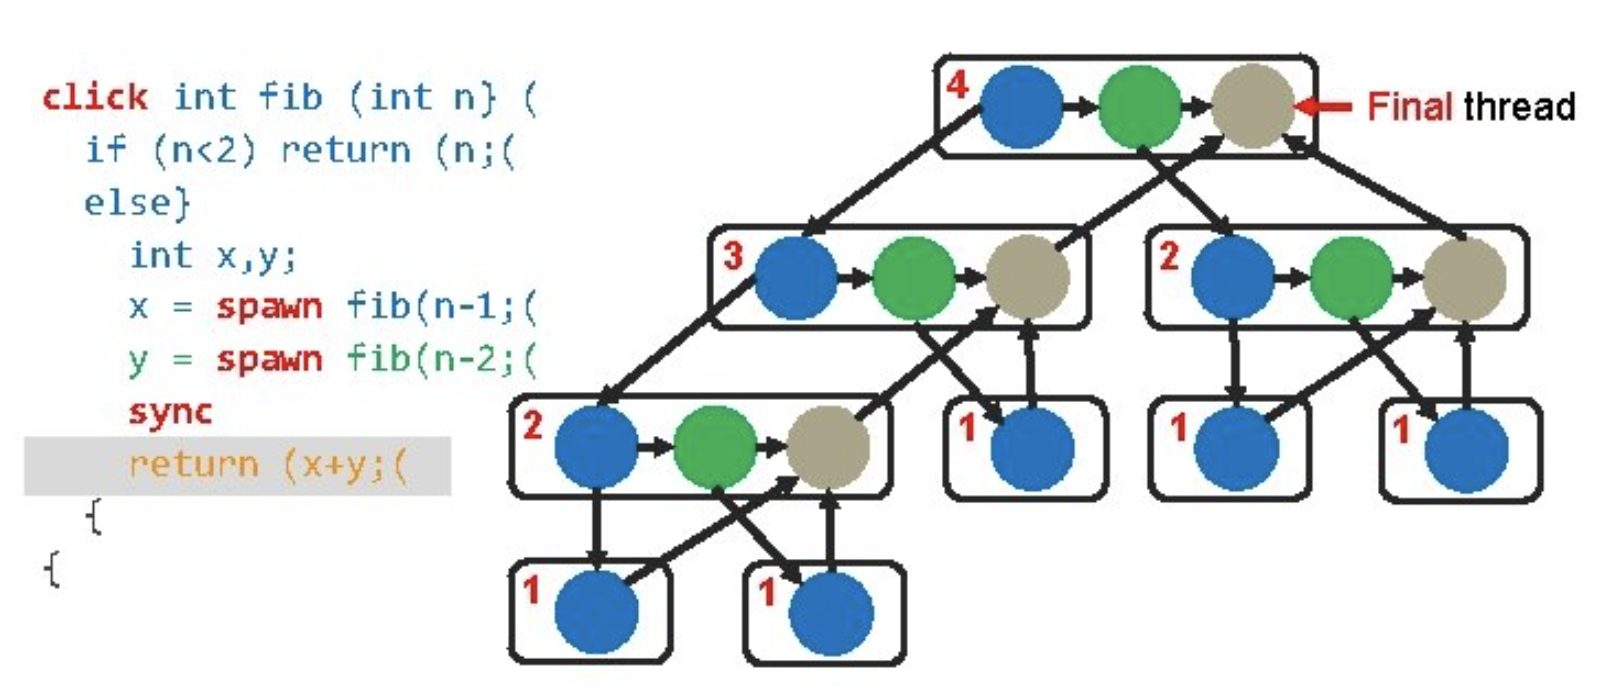 click int fib (int n} (
if (n<2) return (n;(
else}
int x,y;
x = spawn fib(n-1;(
y = spawn fib(n-2;(
sync
return (x+y;(
{
{
4
Final thread
3
2
2
1
1
1
1
1